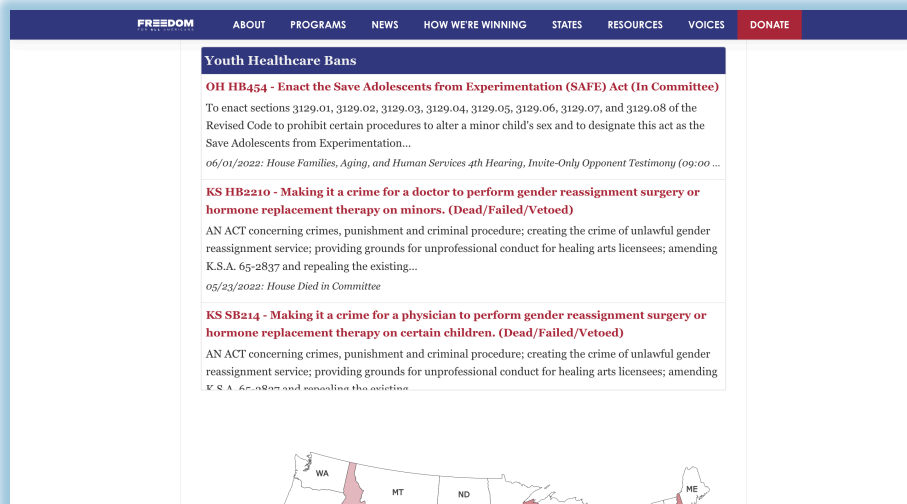 FREEDOM
FOR ALL AMERICANS
ABOUT PROGRAMS NEWS HOW WE'RE WINNING STATES RESOURCES VOICES DONATE
Youth Healthcare Bans
OH HB454 - Enact the Save Adolescents from Experimentation (SAFE) Act (In Committee)
To enact sections 3129.01, 3129.02, 3129.03, 3129.04, 3129.05, 3129.06, 3129.07, and 3129.08 of the
Revised Code to prohibit certain procedures to alter a minor child's sex and to designate this act as the
Save Adolescents from Experimentation...
06/01/2022: House Families, Aging, and Human Services 4th Hearing, Invite-Only Opponent Testimony (09:00 ...
KS HB2210 - Making it a crime for a doctor to perform gender reassignment surgery or
hormone replacement therapy on minors. (Dead/Failed/Vetoed)
AN ACT concerning crimes, punishment and criminal procedure; creating the crime of unlawful gender
reassignment service; providing grounds for unprofessional conduct for healing arts licensees; amending
K.S.A. 65-2837 and repealing the existing...
05/23/2022: House Died in Committee
KS SB214 - Making it a crime for a physician to perform gender reassignment surgery or
hormone replacement therapy on certain children. (Dead/Failed/Vetoed)
AN ACT concerning crimes, punishment and criminal procedure; creating the crime of unlawful gender
reassignment service; providing grounds for unprofessional conduct for healing arts licensees; amending
K.S.A. 65-2837 and repealing the existing
WA
MT
ND
ME